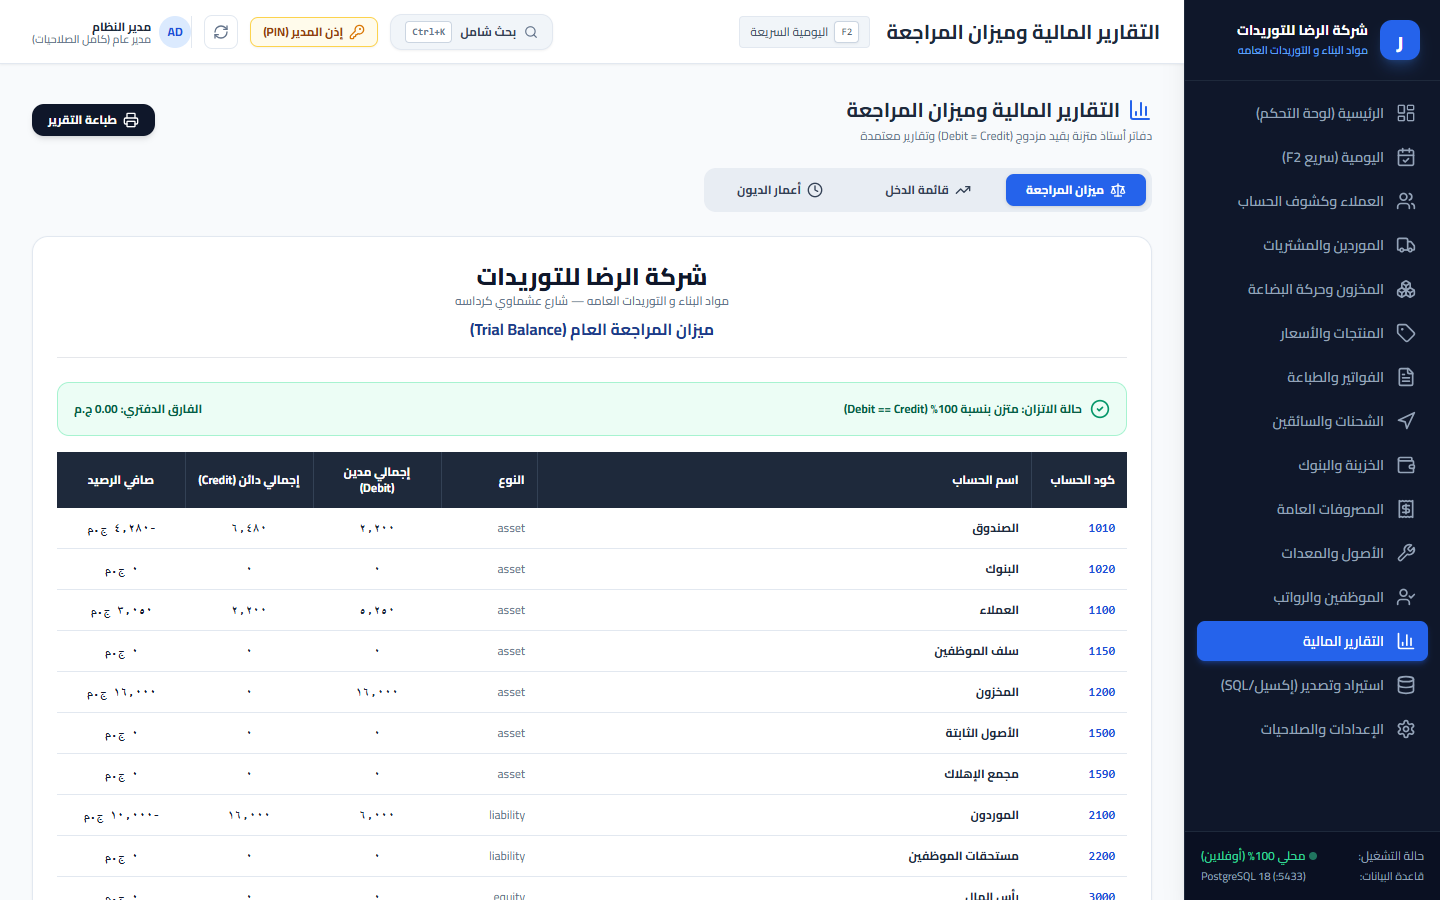 ر
شركة الرضا للتوريدات
مواد البناء و التوريدات العامه
الرئيسية (لوحة التحكم)
اليومية (سريع F2)
العملاء وكشوف الحساب
الموردين والمشتريات
المخزون وحركة البضاعة
المنتجات والأسعار
الفواتير والطباعة
الشحنات والسائقين
الخزينة والبنوك
المصروفات العامة
الأصول والمعدات
الموظفين والرواتب
التقارير المالية
استيراد وتصدير (إكسيل/SQL)
الإعدادات والصلاحيات
حالة التشغيل: محلي 100% (أوفلاين)
قاعدة البيانات: PostgreSQL 18 (:5433)
التقارير المالية وميزان المراجعة
F2 اليومية السريعة
بحث شامل Ctrl+K
إذن المدير (PIN)
AD
مدير النظام
مدير عام (كامل الصلاحيات)
التقارير المالية وميزان المراجعة
دفاتر أستاذ متزنة بقيد مزدوج (Debit = Credit) وتقارير معتمدة
طباعة التقرير
ميزان المراجعة
قائمة الدخل
أعمار الديون
شركة الرضا للتوريدات
مواد البناء و التوريدات العامه — شارع عشماوي كرداسه
ميزان المراجعة العام (Trial Balance)
حالة الاتزان: متزن بنسبة 100% (Debit == Credit)
الفارق الدفتري: 0.00 ج.م
كود الحساب اسم الحساب النوع إجمالي مدين (Debit) إجمالي دائن (Credit) صافي الرصيد
1010 الصندوق asset ٢,٢٠٠ ٦,٤٨٠ -٤,٢٨٠ ج.م
1020 البنوك asset ٠ ٠ ٠ ج.م
1100 العملاء asset ٥,٢٥٠ ٢,٢٠٠ ٣,٠٥٠ ج.م
1150 سلف الموظفين asset ٠ ٠ ٠ ج.م
1200 المخزون asset ١٦,٠٠٠ ٠ ١٦,٠٠٠ ج.م
1500 الأصول الثابتة asset ٠ ٠ ٠ ج.م
1590 مجمع الإهلاك asset ٠ ٠ ٠ ج.م
2100 الموردون liability ٦,٠٠٠ ١٦,٠٠٠ -١٠,٠٠٠ ج.م
2200 مستحقات الموظفين liability ٠ ٠ ٠ ج.م
3000 رأس المال equity ٠ ٠ ٠ ج.م